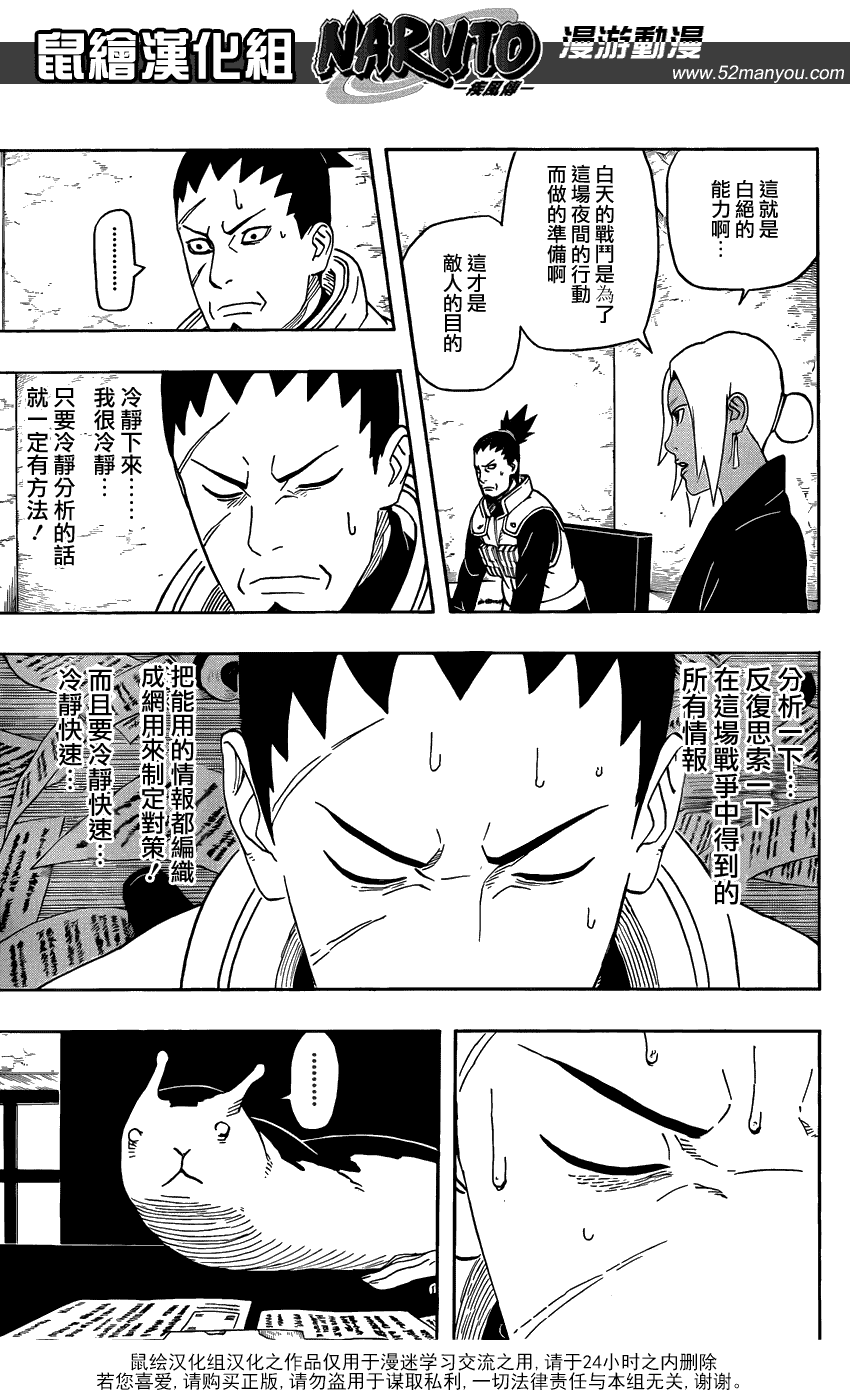 鼠繪漢化組
NARUTO
疾風傳
漫游動漫
www.52manyou.com
這就是
白絕的
能力啊…
白天的戰鬥是為了
這場夜間的行動
而做的準備啊
這才是
敵人的目的
………
冷靜下來……
我很冷靜…
只要冷靜分析的話
就一定有方法！
分析一下…
反復思索一下
在這場戰爭中得到的
所有情報
把能用的情報都編織
成網用來制定對策！
而且要冷靜快速…
冷靜快速…
………
鼠绘汉化组汉化之作品仅用于漫迷学习交流之用, 请于24小时之内删除
若您喜爱, 请购买正版, 请勿盗用于谋取私利, 一切法律责任与本组无关, 谢谢。